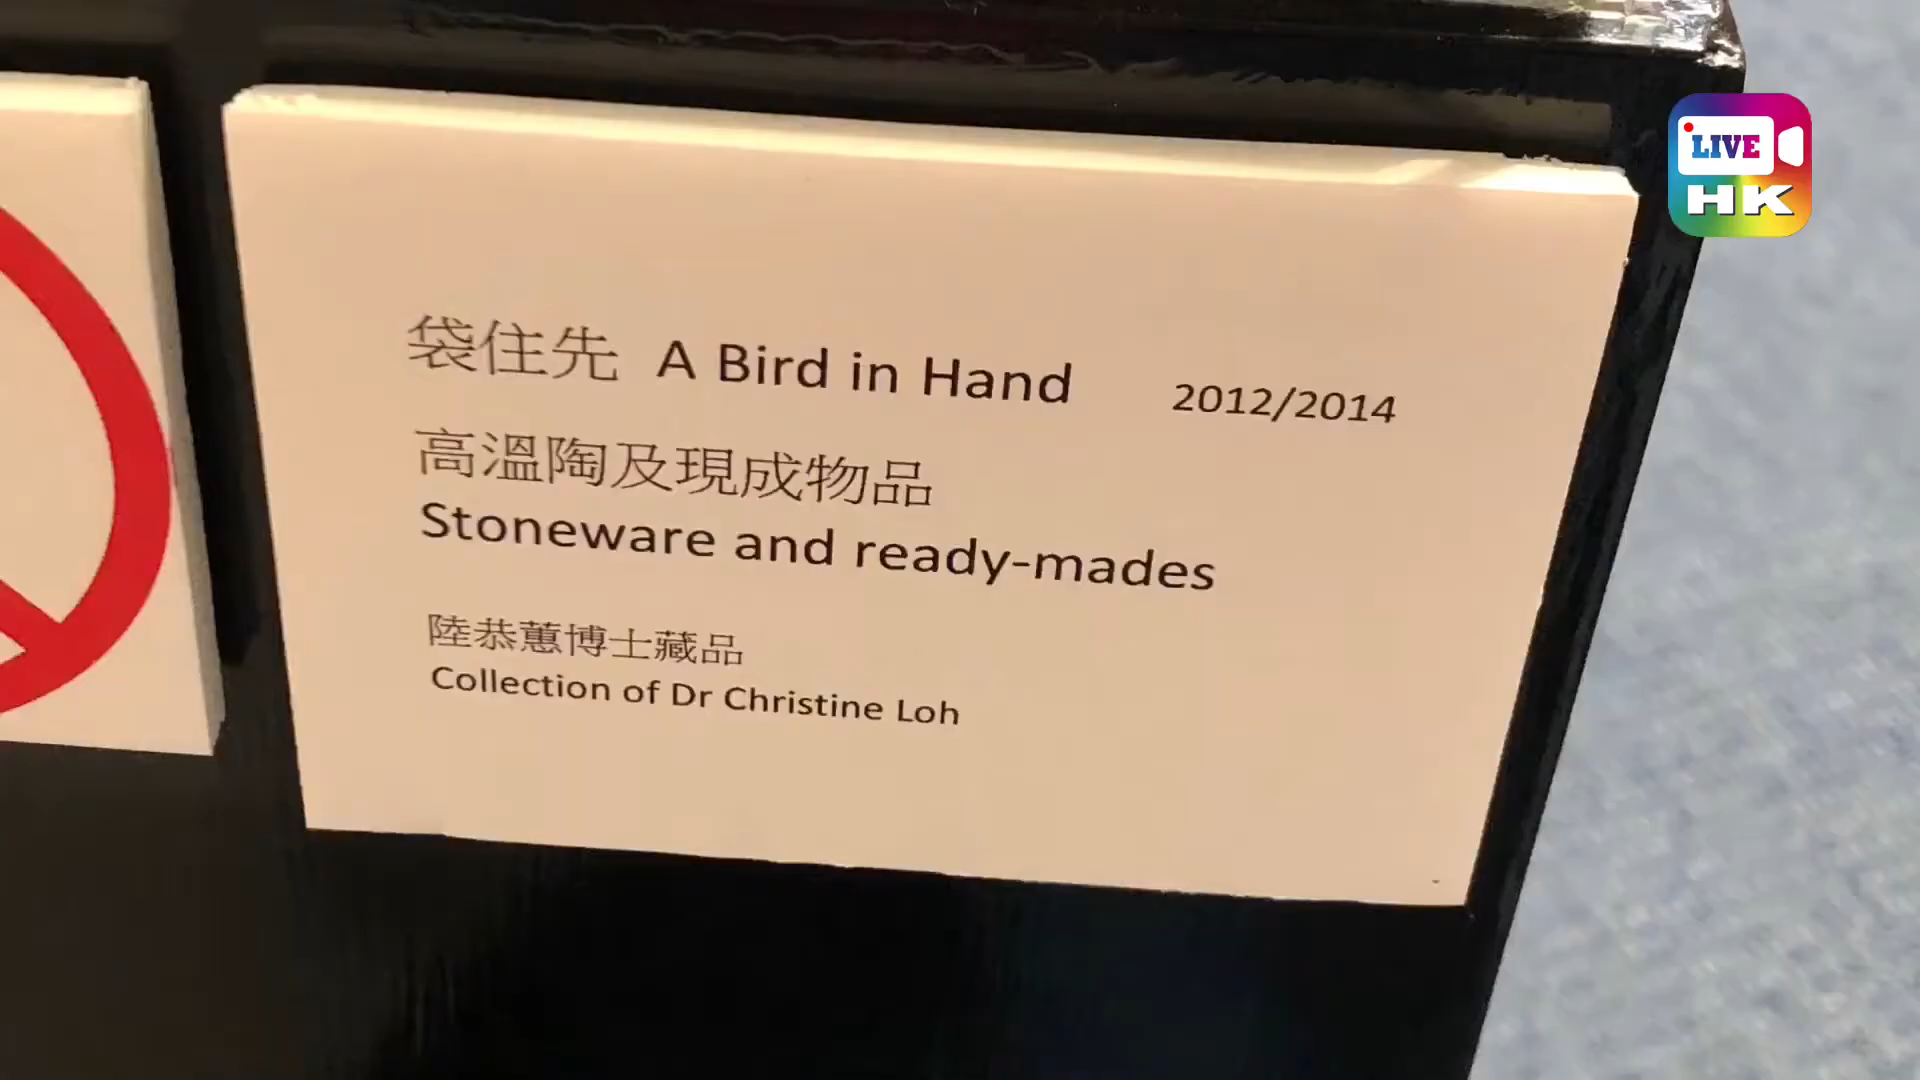 LIVE
HK
袋住先 A Bird in Hand 2012/2014
高溫陶及現成物品
Stoneware and ready-mades
陸恭蕙博士藏品
Collection of Dr Christine Loh